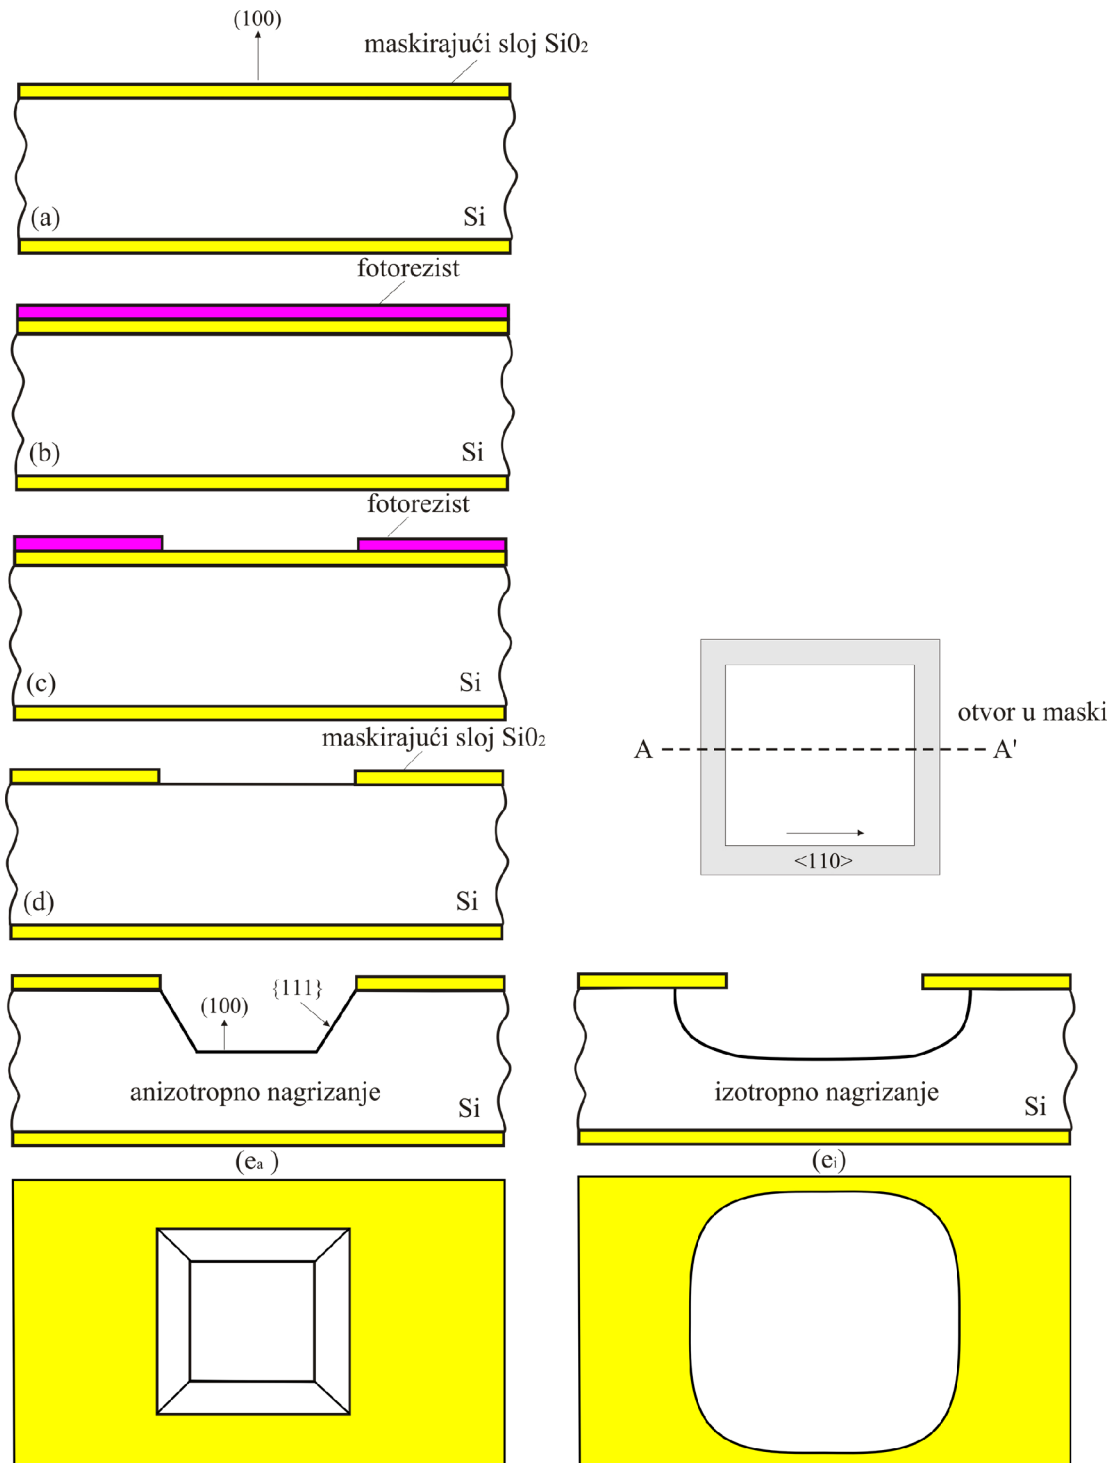 (100)
maskirajući sloj Si0₂
(a)
Si
fotorezist
(b)
Si
fotorezist
(c)
Si
otvor u maski
A
A'
<110>
maskirajući sloj Si0₂
(d)
Si
(100)
{111}
anizotropno nagrizanje
Si
(eₐ )
izotropno nagrizanje
Si
(eᵢ)